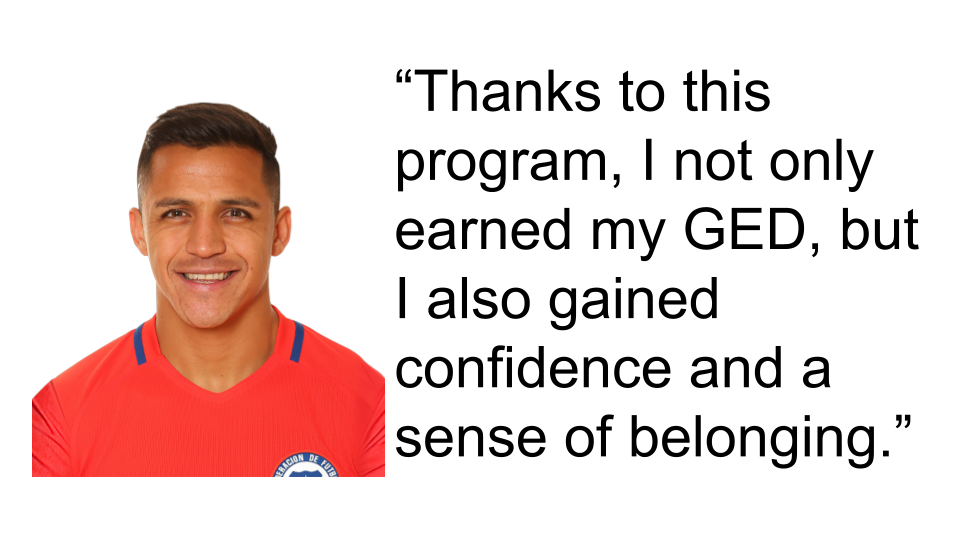 “Thanks to this
program, I not only
earned my GED, but
I also gained
confidence and a
sense of belonging.”